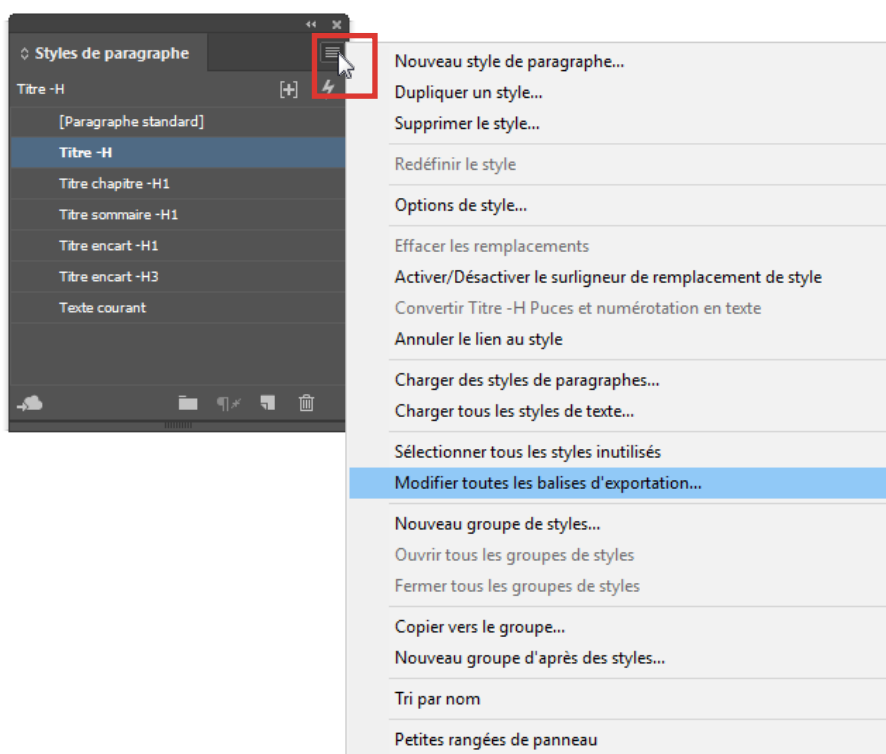 Styles de paragraphe
Titre -H
[Paragraphe standard]
Titre -H
Titre chapitre -H1
Titre sommaire -H1
Titre encart -H1
Titre encart -H3
Texte courant
Nouveau style de paragraphe...
Dupliquer un style...
Supprimer le style...
Redéfinir le style
Options de style...
Effacer les remplacements
Activer/Désactiver le surligneur de remplacement de style
Convertir Titre -H Puces et numérotation en texte
Annuler le lien au style
Charger des styles de paragraphes...
Charger tous les styles de texte...
Sélectionner tous les styles inutilisés
Modifier toutes les balises d'exportation...
Nouveau groupe de styles...
Ouvrir tous les groupes de styles
Fermer tous les groupes de styles
Copier vers le groupe...
Nouveau groupe d'après des styles...
Tri par nom
Petites rangées de panneau